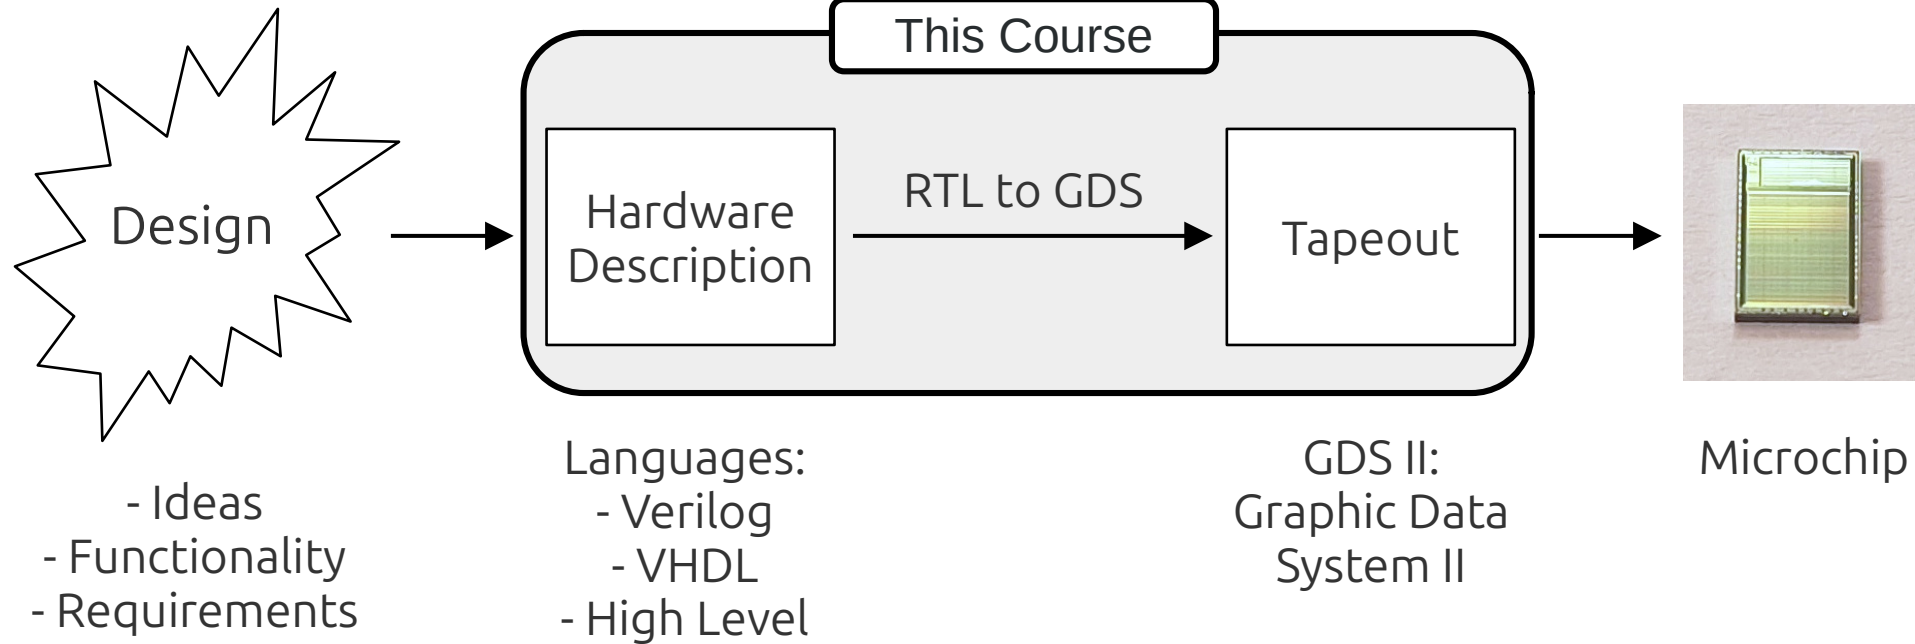 This Course
Design
Hardware
Description
RTL to GDS
Tapeout
- Ideas
- Functionality
- Requirements
Languages:
- Verilog
- VHDL
- High Level
GDS II:
Graphic Data
System II
Microchip